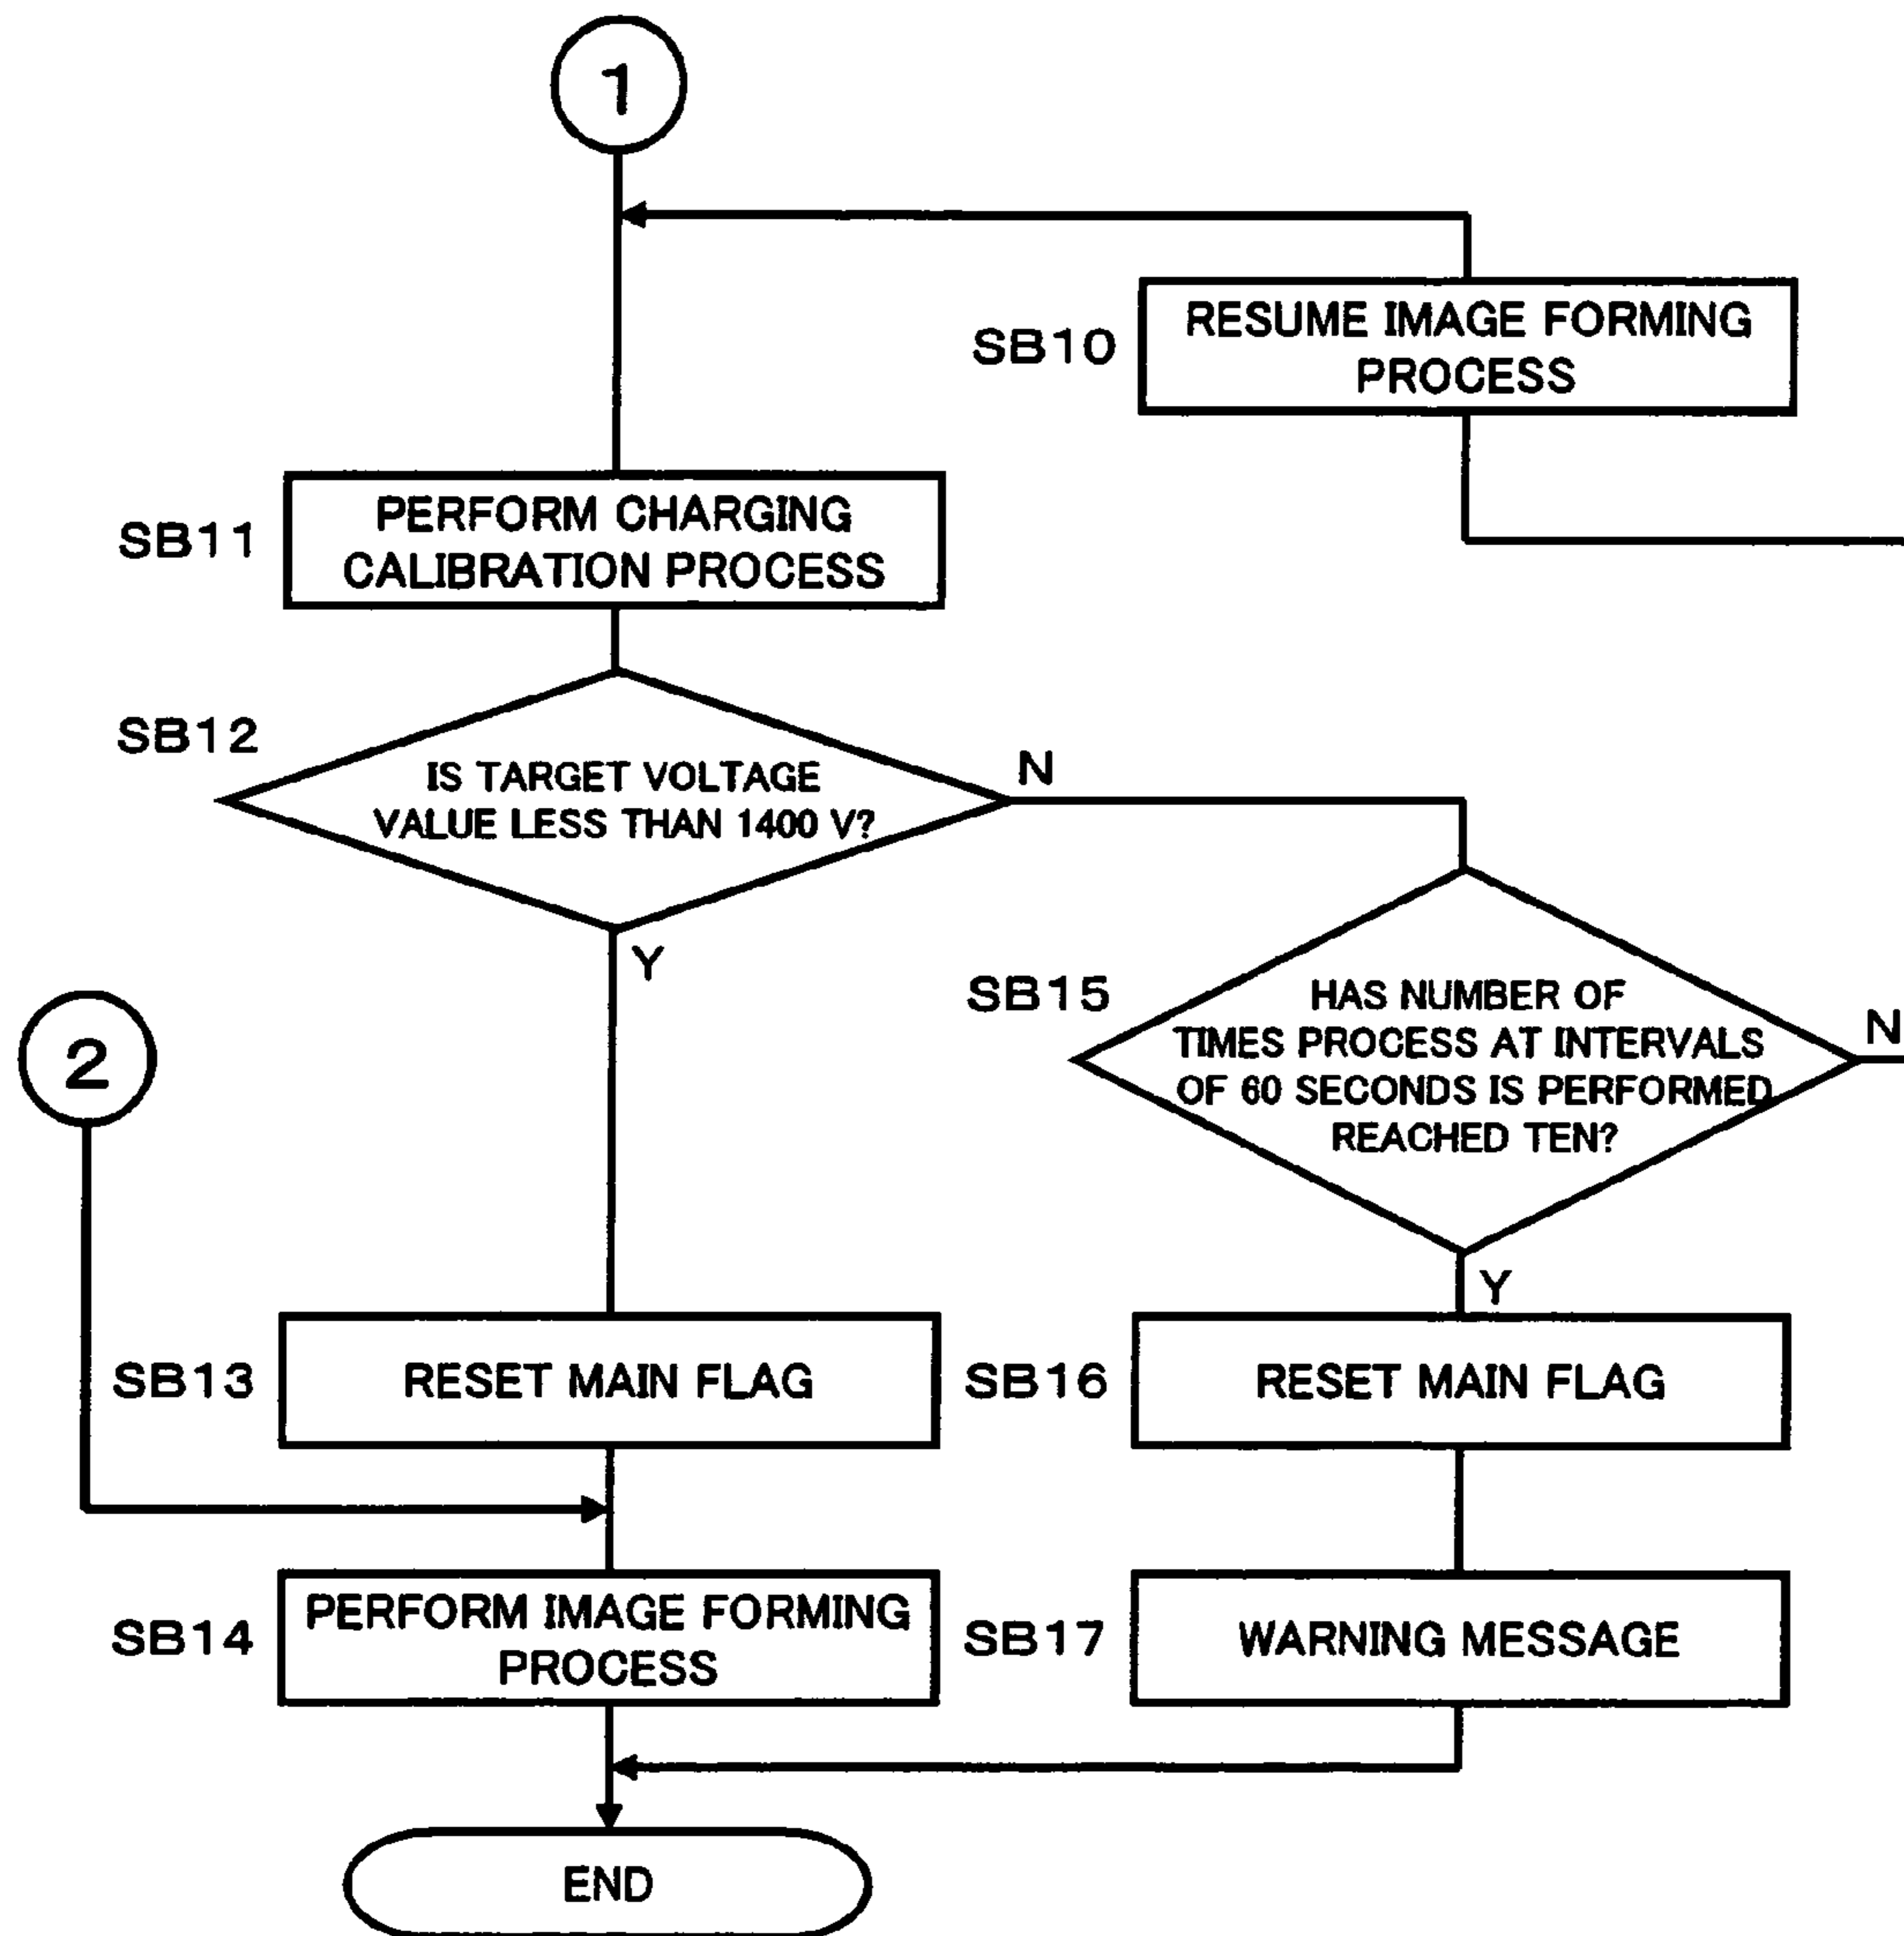 1
SB10
RESUME IMAGE FORMING
PROCESS
SB11
PERFORM CHARGING
CALIBRATION PROCESS
SB12
IS TARGET VOLTAGE
VALUE LESS THAN 1400 V?
N
Y
2
SB15
HAS NUMBER OF
TIMES PROCESS AT INTERVALS
OF 60 SECONDS IS PERFORMED
REACHED TEN?
N
Y
SB13
RESET MAIN FLAG
SB16
RESET MAIN FLAG
SB14
PERFORM IMAGE FORMING
PROCESS
SB17
WARNING MESSAGE
END